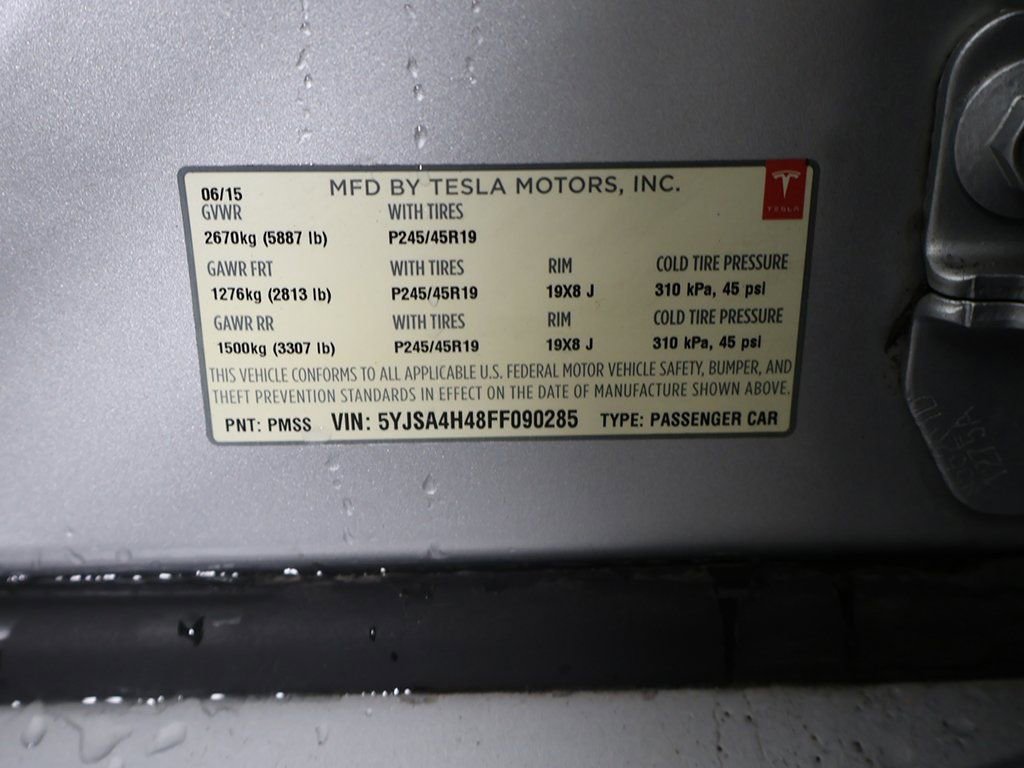 06/15 MFD BY TESLA MOTORS, INC.
TESLA
GVWR WITH TIRES
2670kg (5887 lb) P245/45R19
GAWR FRT WITH TIRES RIM COLD TIRE PRESSURE
1276kg (2813 lb) P245/45R19 19X8 J 310 kPa, 45 psi
GAWR RR WITH TIRES RIM COLD TIRE PRESSURE
1500kg (3307 lb) P245/45R19 19X8 J 310 kPa, 45 psi
THIS VEHICLE CONFORMS TO ALL APPLICABLE U.S. FEDERAL MOTOR VEHICLE SAFETY, BUMPER, AND
THEFT PREVENTION STANDARDS IN EFFECT ON THE DATE OF MANUFACTURE SHOWN ABOVE.
PNT: PMSS VIN: 5YJSA4H48FF090285 TYPE: PASSENGER CAR
1275A